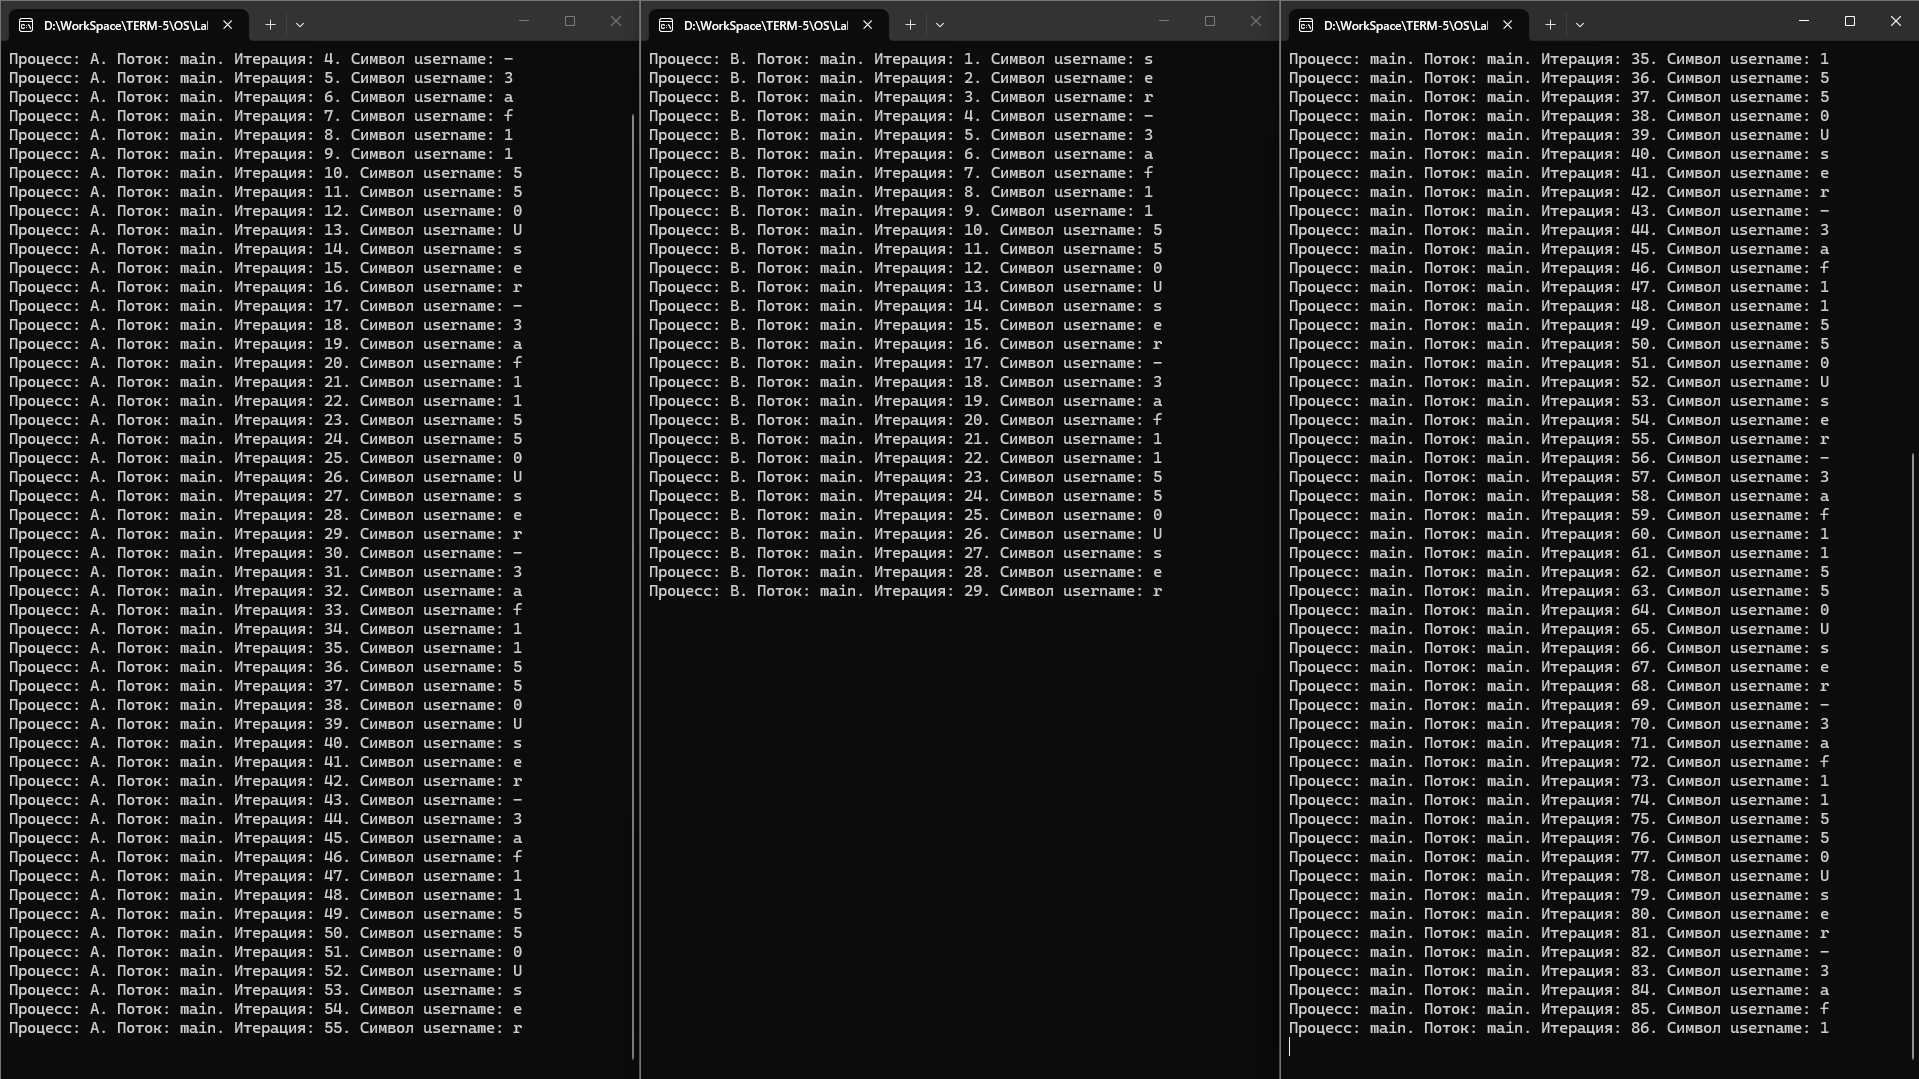 D:\WorkSpace\TERM-5\OS\Lal
Процесс: A. Поток: main. Итерация: 4. Символ username: -
Процесс: A. Поток: main. Итерация: 5. Символ username: 3
Процесс: A. Поток: main. Итерация: 6. Символ username: a
Процесс: A. Поток: main. Итерация: 7. Символ username: f
Процесс: A. Поток: main. Итерация: 8. Символ username: 1
Процесс: A. Поток: main. Итерация: 9. Символ username: 1
Процесс: A. Поток: main. Итерация: 10. Символ username: 5
Процесс: A. Поток: main. Итерация: 11. Символ username: 5
Процесс: A. Поток: main. Итерация: 12. Символ username: 0
Процесс: A. Поток: main. Итерация: 13. Символ username: U
Процесс: A. Поток: main. Итерация: 14. Символ username: s
Процесс: A. Поток: main. Итерация: 15. Символ username: e
Процесс: A. Поток: main. Итерация: 16. Символ username: r
Процесс: A. Поток: main. Итерация: 17. Символ username: -
Процесс: A. Поток: main. Итерация: 18. Символ username: 3
Процесс: A. Поток: main. Итерация: 19. Символ username: a
Процесс: A. Поток: main. Итерация: 20. Символ username: f
Процесс: A. Поток: main. Итерация: 21. Символ username: 1
Процесс: A. Поток: main. Итерация: 22. Символ username: 1
Процесс: A. Поток: main. Итерация: 23. Символ username: 5
Процесс: A. Поток: main. Итерация: 24. Символ username: 5
Процесс: A. Поток: main. Итерация: 25. Символ username: 0
Процесс: A. Поток: main. Итерация: 26. Символ username: U
Процесс: A. Поток: main. Итерация: 27. Символ username: s
Процесс: A. Поток: main. Итерация: 28. Символ username: e
Процесс: A. Поток: main. Итерация: 29. Символ username: r
Процесс: A. Поток: main. Итерация: 30. Символ username: -
Процесс: A. Поток: main. Итерация: 31. Символ username: 3
Процесс: A. Поток: main. Итерация: 32. Символ username: a
Процесс: A. Поток: main. Итерация: 33. Символ username: f
Процесс: A. Поток: main. Итерация: 34. Символ username: 1
Процесс: A. Поток: main. Итерация: 35. Символ username: 1
Процесс: A. Поток: main. Итерация: 36. Символ username: 5
Процесс: A. Поток: main. Итерация: 37. Символ username: 5
Процесс: A. Поток: main. Итерация: 38. Символ username: 0
Процесс: A. Поток: main. Итерация: 39. Символ username: U
Процесс: A. Поток: main. Итерация: 40. Символ username: s
Процесс: A. Поток: main. Итерация: 41. Символ username: e
Процесс: A. Поток: main. Итерация: 42. Символ username: r
Процесс: A. Поток: main. Итерация: 43. Символ username: -
Процесс: A. Поток: main. Итерация: 44. Символ username: 3
Процесс: A. Поток: main. Итерация: 45. Символ username: a
Процесс: A. Поток: main. Итерация: 46. Символ username: f
Процесс: A. Поток: main. Итерация: 47. Символ username: 1
Процесс: A. Поток: main. Итерация: 48. Символ username: 1
Процесс: A. Поток: main. Итерация: 49. Символ username: 5
Процесс: A. Поток: main. Итерация: 50. Символ username: 5
Процесс: A. Поток: main. Итерация: 51. Символ username: 0
Процесс: A. Поток: main. Итерация: 52. Символ username: U
Процесс: A. Поток: main. Итерация: 53. Символ username: s
Процесс: A. Поток: main. Итерация: 54. Символ username: e
Процесс: A. Поток: main. Итерация: 55. Символ username: r
D:\WorkSpace\TERM-5\OS\Lal
Процесс: B. Поток: main. Итерация: 1. Символ username: s
Процесс: B. Поток: main. Итерация: 2. Символ username: e
Процесс: B. Поток: main. Итерация: 3. Символ username: r
Процесс: B. Поток: main. Итерация: 4. Символ username: -
Процесс: B. Поток: main. Итерация: 5. Символ username: 3
Процесс: B. Поток: main. Итерация: 6. Символ username: a
Процесс: B. Поток: main. Итерация: 7. Символ username: f
Процесс: B. Поток: main. Итерация: 8. Символ username: 1
Процесс: B. Поток: main. Итерация: 9. Символ username: 1
Процесс: B. Поток: main. Итерация: 10. Символ username: 5
Процесс: B. Поток: main. Итерация: 11. Символ username: 5
Процесс: B. Поток: main. Итерация: 12. Символ username: 0
Процесс: B. Поток: main. Итерация: 13. Символ username: U
Процесс: B. Поток: main. Итерация: 14. Символ username: s
Процесс: B. Поток: main. Итерация: 15. Символ username: e
Процесс: B. Поток: main. Итерация: 16. Символ username: r
Процесс: B. Поток: main. Итерация: 17. Символ username: -
Процесс: B. Поток: main. Итерация: 18. Символ username: 3
Процесс: B. Поток: main. Итерация: 19. Символ username: a
Процесс: B. Поток: main. Итерация: 20. Символ username: f
Процесс: B. Поток: main. Итерация: 21. Символ username: 1
Процесс: B. Поток: main. Итерация: 22. Символ username: 1
Процесс: B. Поток: main. Итерация: 23. Символ username: 5
Процесс: B. Поток: main. Итерация: 24. Символ username: 5
Процесс: B. Поток: main. Итерация: 25. Символ username: 0
Процесс: B. Поток: main. Итерация: 26. Символ username: U
Процесс: B. Поток: main. Итерация: 27. Символ username: s
Процесс: B. Поток: main. Итерация: 28. Символ username: e
Процесс: B. Поток: main. Итерация: 29. Символ username: r
D:\WorkSpace\TERM-5\OS\Lal
Процесс: main. Поток: main. Итерация: 35. Символ username: 1
Процесс: main. Поток: main. Итерация: 36. Символ username: 5
Процесс: main. Поток: main. Итерация: 37. Символ username: 5
Процесс: main. Поток: main. Итерация: 38. Символ username: 0
Процесс: main. Поток: main. Итерация: 39. Символ username: U
Процесс: main. Поток: main. Итерация: 40. Символ username: s
Процесс: main. Поток: main. Итерация: 41. Символ username: e
Процесс: main. Поток: main. Итерация: 42. Символ username: r
Процесс: main. Поток: main. Итерация: 43. Символ username: -
Процесс: main. Поток: main. Итерация: 44. Символ username: 3
Процесс: main. Поток: main. Итерация: 45. Символ username: a
Процесс: main. Поток: main. Итерация: 46. Символ username: f
Процесс: main. Поток: main. Итерация: 47. Символ username: 1
Процесс: main. Поток: main. Итерация: 48. Символ username: 1
Процесс: main. Поток: main. Итерация: 49. Символ username: 5
Процесс: main. Поток: main. Итерация: 50. Символ username: 5
Процесс: main. Поток: main. Итерация: 51. Символ username: 0
Процесс: main. Поток: main. Итерация: 52. Символ username: U
Процесс: main. Поток: main. Итерация: 53. Символ username: s
Процесс: main. Поток: main. Итерация: 54. Символ username: e
Процесс: main. Поток: main. Итерация: 55. Символ username: r
Процесс: main. Поток: main. Итерация: 56. Символ username: -
Процесс: main. Поток: main. Итерация: 57. Символ username: 3
Процесс: main. Поток: main. Итерация: 58. Символ username: a
Процесс: main. Поток: main. Итерация: 59. Символ username: f
Процесс: main. Поток: main. Итерация: 60. Символ username: 1
Процесс: main. Поток: main. Итерация: 61. Символ username: 1
Процесс: main. Поток: main. Итерация: 62. Символ username: 5
Процесс: main. Поток: main. Итерация: 63. Символ username: 5
Процесс: main. Поток: main. Итерация: 64. Символ username: 0
Процесс: main. Поток: main. Итерация: 65. Символ username: U
Процесс: main. Поток: main. Итерация: 66. Символ username: s
Процесс: main. Поток: main. Итерация: 67. Символ username: e
Процесс: main. Поток: main. Итерация: 68. Символ username: r
Процесс: main. Поток: main. Итерация: 69. Символ username: -
Процесс: main. Поток: main. Итерация: 70. Символ username: 3
Процесс: main. Поток: main. Итерация: 71. Символ username: a
Процесс: main. Поток: main. Итерация: 72. Символ username: f
Процесс: main. Поток: main. Итерация: 73. Символ username: 1
Процесс: main. Поток: main. Итерация: 74. Символ username: 1
Процесс: main. Поток: main. Итерация: 75. Символ username: 5
Процесс: main. Поток: main. Итерация: 76. Символ username: 5
Процесс: main. Поток: main. Итерация: 77. Символ username: 0
Процесс: main. Поток: main. Итерация: 78. Символ username: U
Процесс: main. Поток: main. Итерация: 79. Символ username: s
Процесс: main. Поток: main. Итерация: 80. Символ username: e
Процесс: main. Поток: main. Итерация: 81. Символ username: r
Процесс: main. Поток: main. Итерация: 82. Символ username: -
Процесс: main. Поток: main. Итерация: 83. Символ username: 3
Процесс: main. Поток: main. Итерация: 84. Символ username: a
Процесс: main. Поток: main. Итерация: 85. Символ username: f
Процесс: main. Поток: main. Итерация: 86. Символ username: 1